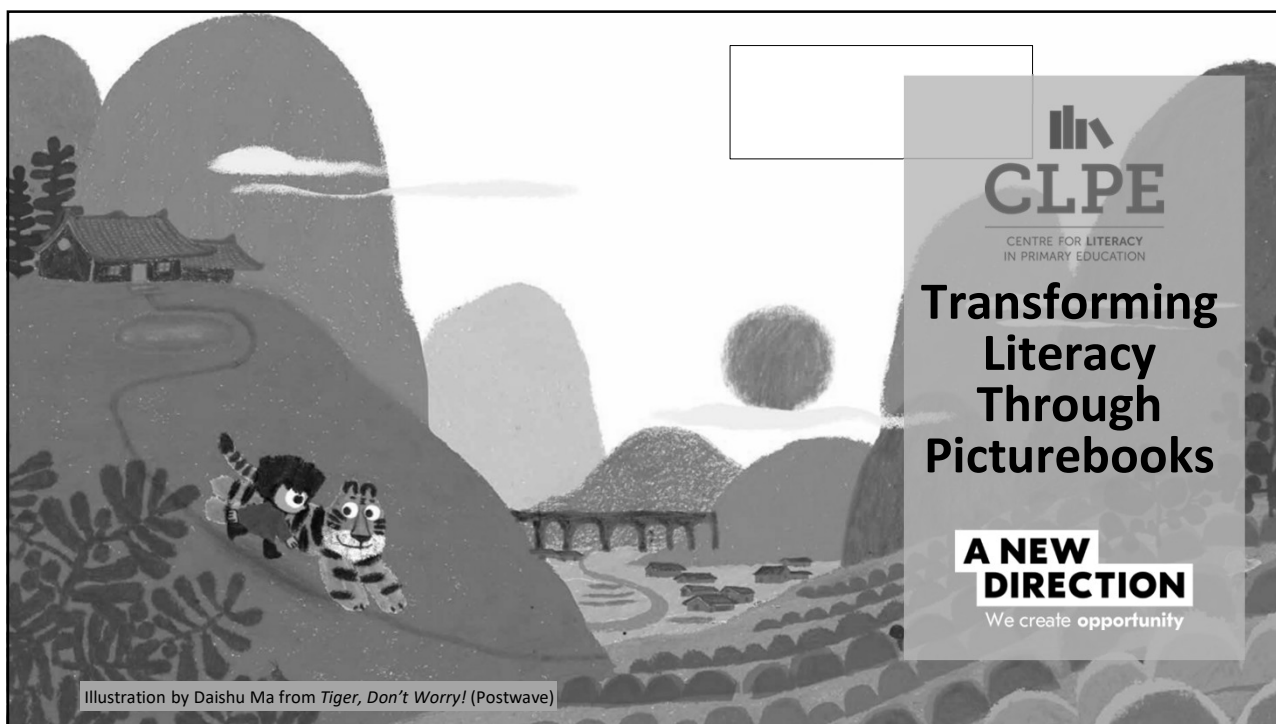 CLPE
CENTRE FOR LITERACY
IN PRIMARY EDUCATION
Transforming
Literacy
Through
Picturebooks
A NEW
DIRECTION
We create opportunity
Illustration by Daishu Ma from Tiger, Don't Worry! (Postwave)